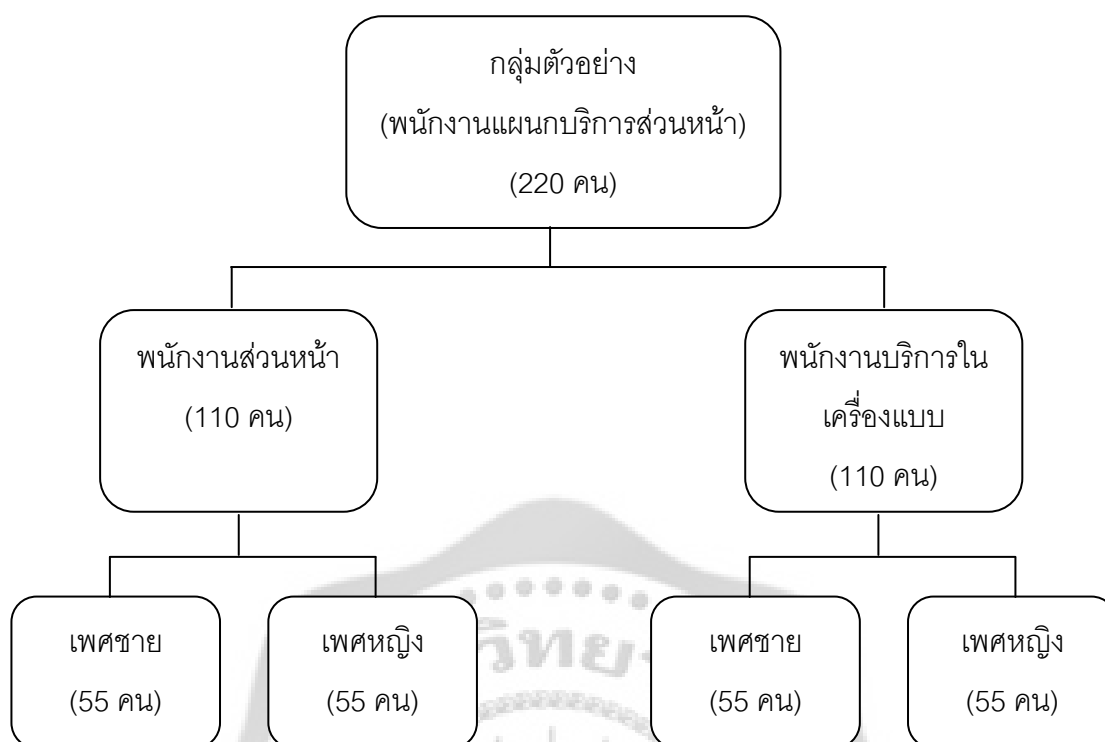 กลุ่มตัวอย่าง
(พนักงานแผนกบริการส่วนหน้า)
(220 คน)
พนักงานส่วนหน้า
(110 คน)
พนักงานบริการใน
เครื่องแบบ
(110 คน)
เพศชาย
(55 คน)
เพศหญิง
(55 คน)
เพศชาย
(55 คน)
เพศหญิง
(55 คน)